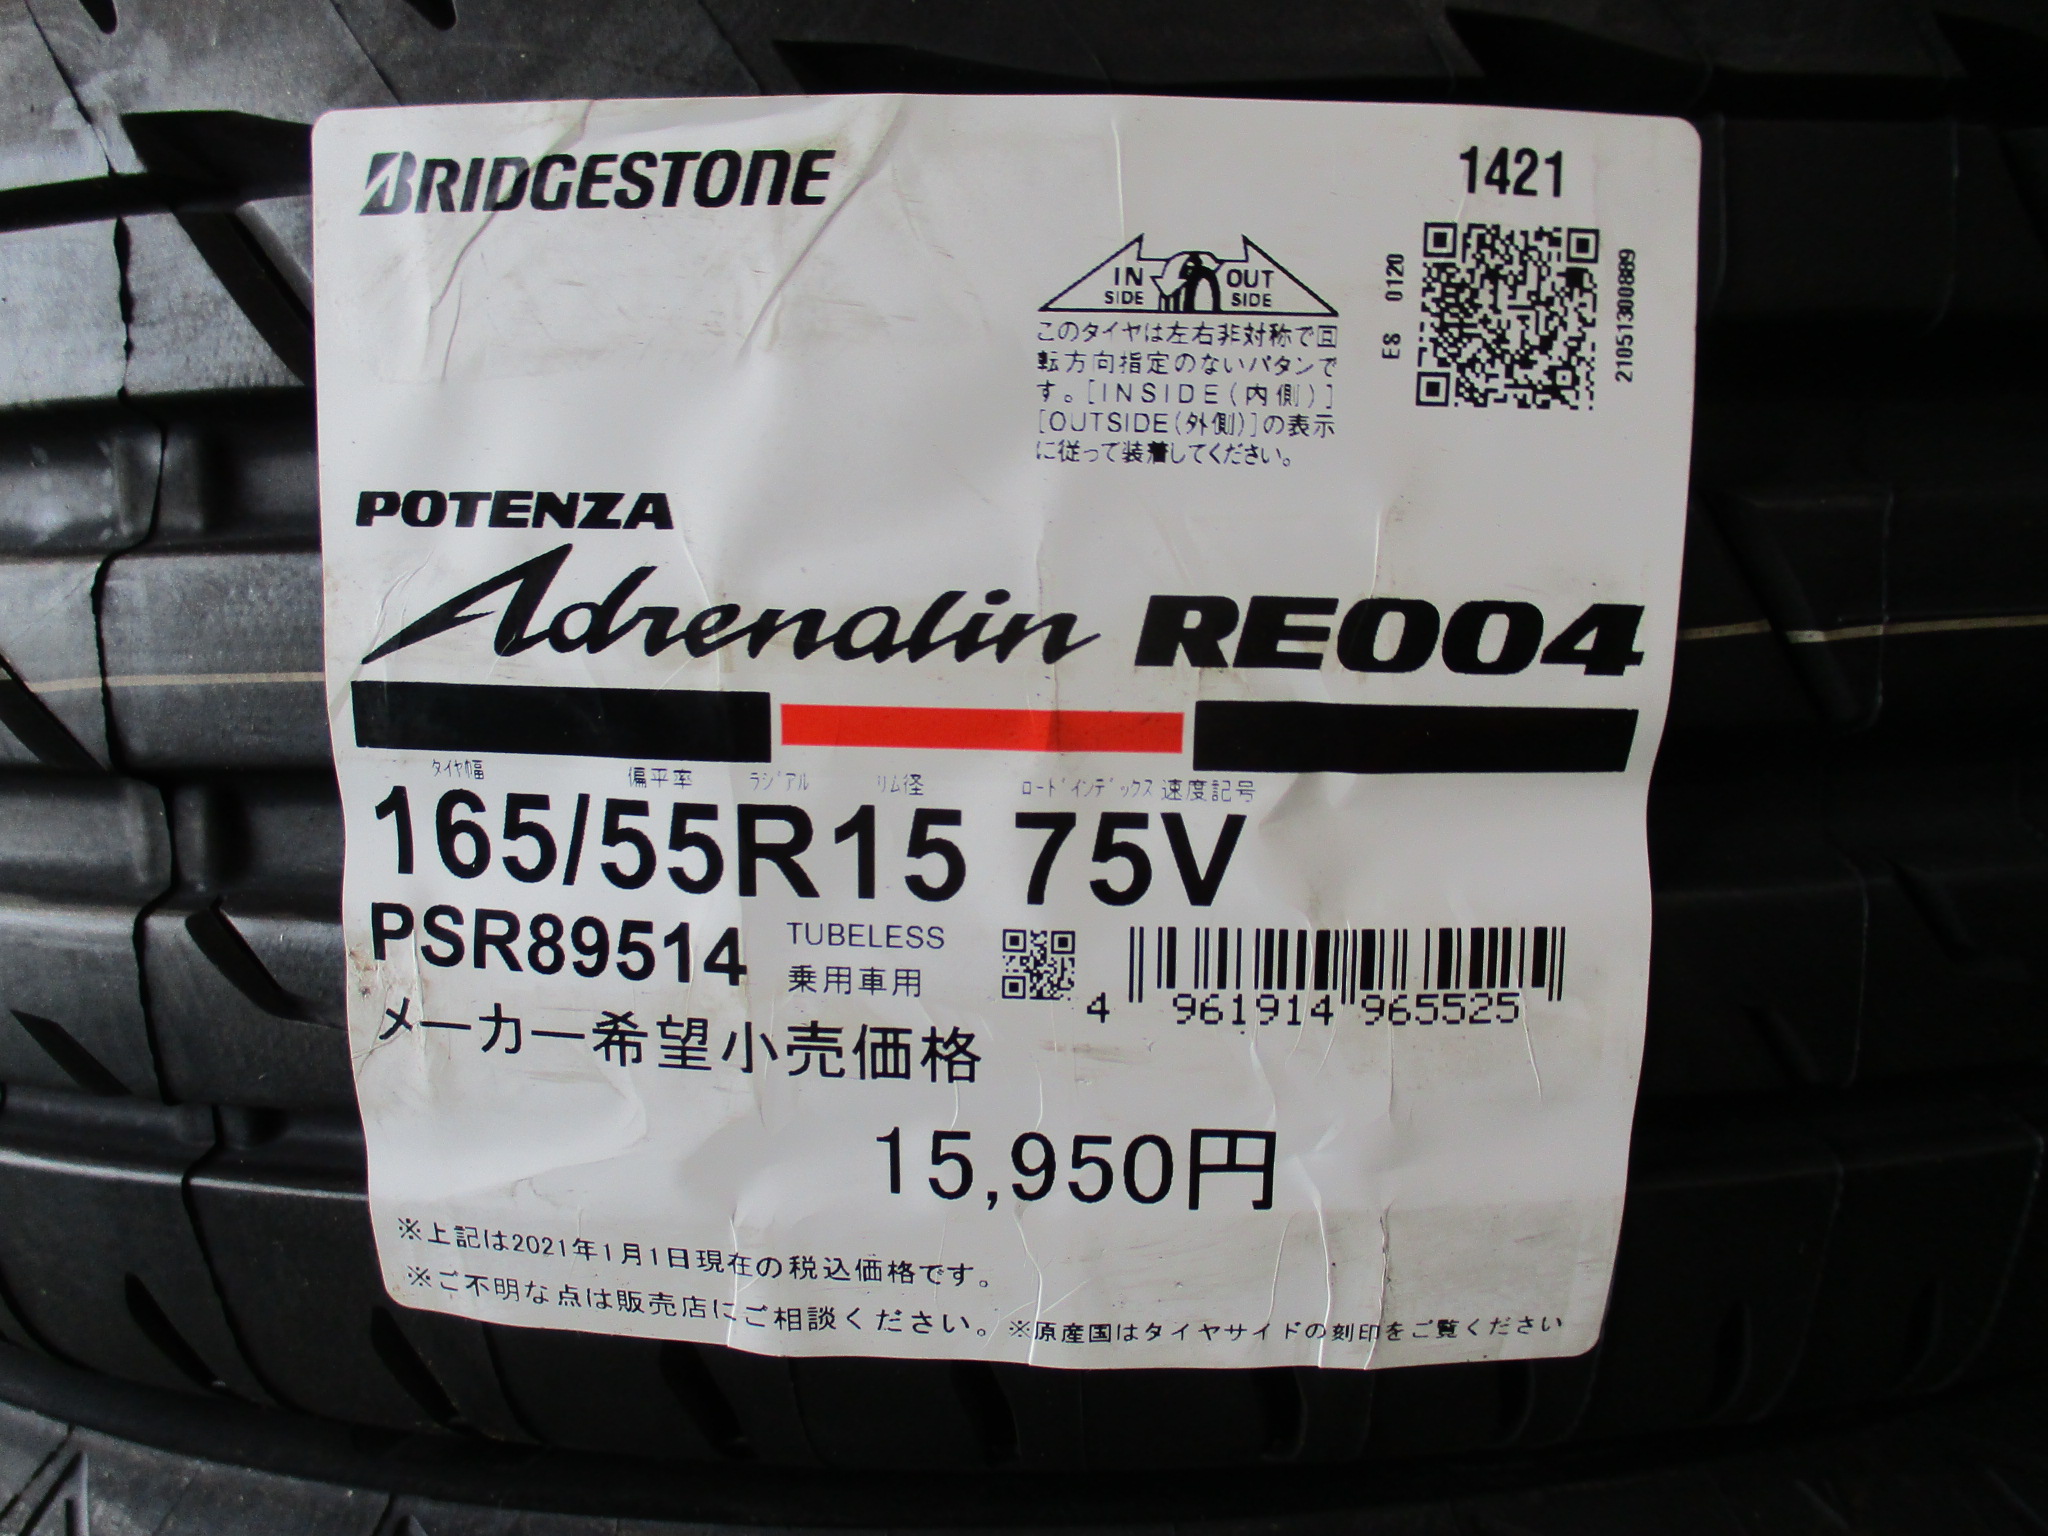 BRIDGESTONE
1421
IN SIDE
OUT SIDE
ES 0120
21051300889
このタイヤは左右非対称で回
転方向指定のないパタンで
す。[INSIDE(内側)]
[OUTSIDE(外側)]の表示
に従って装着してください。
POTENZA
Adrenalin RE004
タイヤ幅 偏平率 ラジアル リム径 ロードインデックス 速度記号
165/55R15 75V
PSR89514
TUBELESS
乗用車用
4 961914 965525
メーカー希望小売価格
15,950円
※上記は2021年1月1日現在の税込価格です。
※ご不明な点は販売店にご相談ください。※原産国はタイヤサイドの刻印をご覧ください